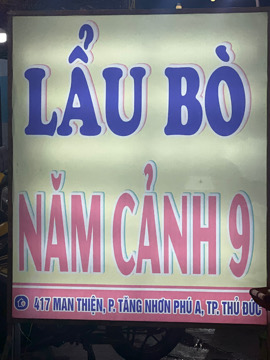 LẨU BÒ
NĂM CẢNH 9
417 MAN THIỆN, P. TĂNG NHƠN PHÚ A, TP. THỦ ĐỨC